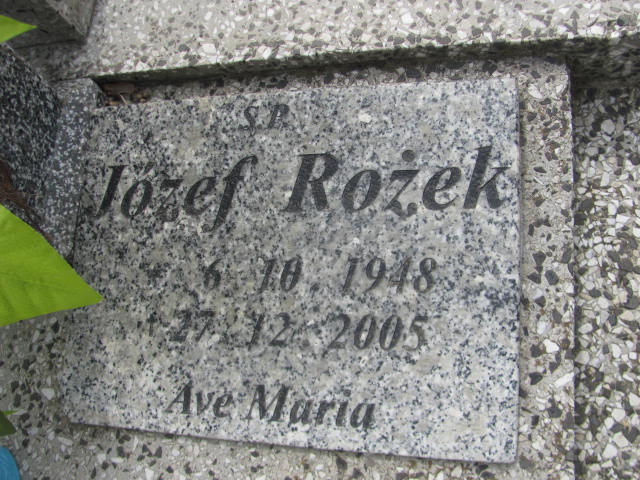 Ś.P.
Józef Rożek
* 6.10.1948
† 27.12.2005
Ave Maria